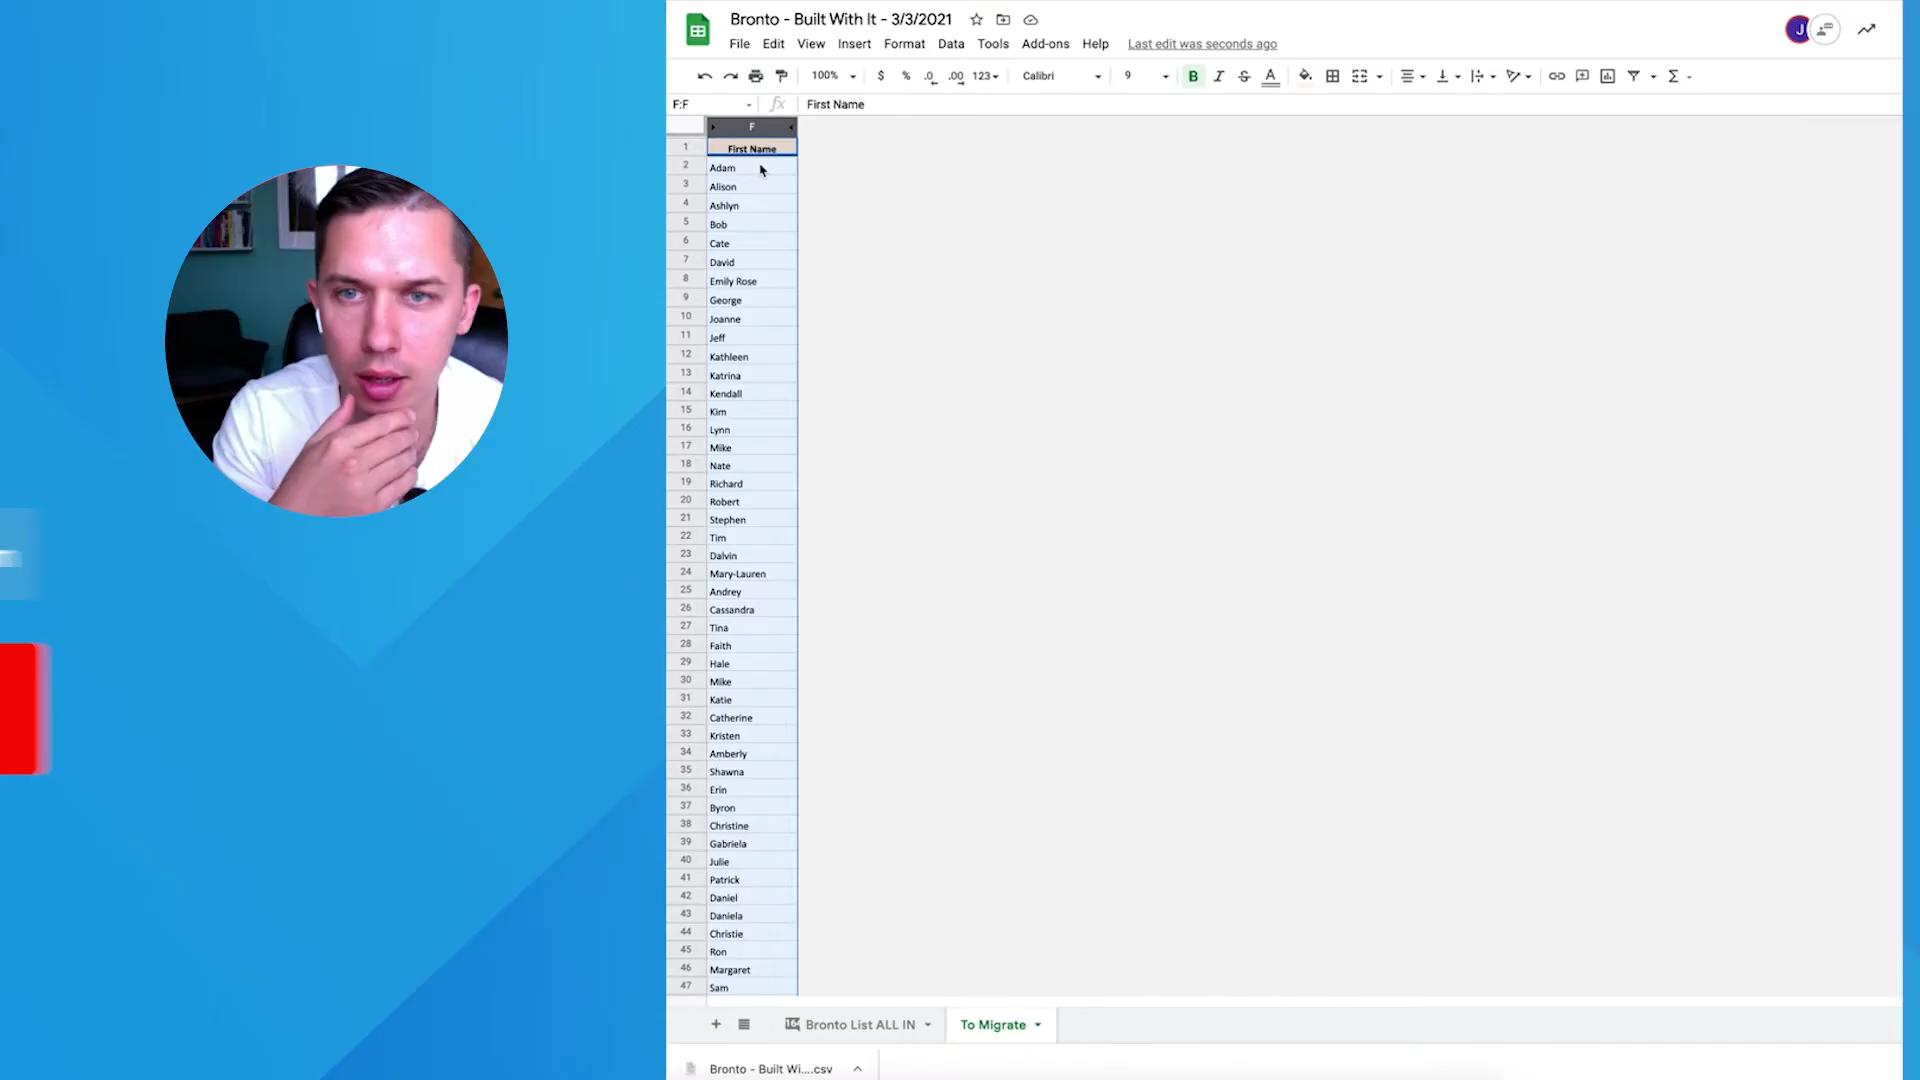 Bronto - Built With It - 3/3/2021
File Edit View Insert Format Data Tools Add-ons Help Last edit was seconds ago
J
100% $ % .0 .00 123 Calibri 9 B I S A Σ
F:F fx First Name
F
1 First Name
2 Adam
3 Alison
4 Ashlyn
5 Bob
6 Cate
7 David
8 Emily Rose
9 George
10 Joanne
11 Jeff
12 Kathleen
13 Katrina
14 Kendall
15 Kim
16 Lynn
17 Mike
18 Nate
19 Richard
20 Robert
21 Stephen
22 Tim
23 Dalvin
24 Mary-Lauren
25 Andrey
26 Cassandra
27 Tina
28 Faith
29 Hale
30 Mike
31 Katie
32 Catherine
33 Kristen
34 Amberly
35 Shawna
36 Erin
37 Byron
38 Christine
39 Gabriela
40 Julie
41 Patrick
42 Daniel
43 Daniela
44 Christie
45 Ron
46 Margaret
47 Sam
+ Bronto List ALL IN To Migrate
Bronto - Built Wi....csv